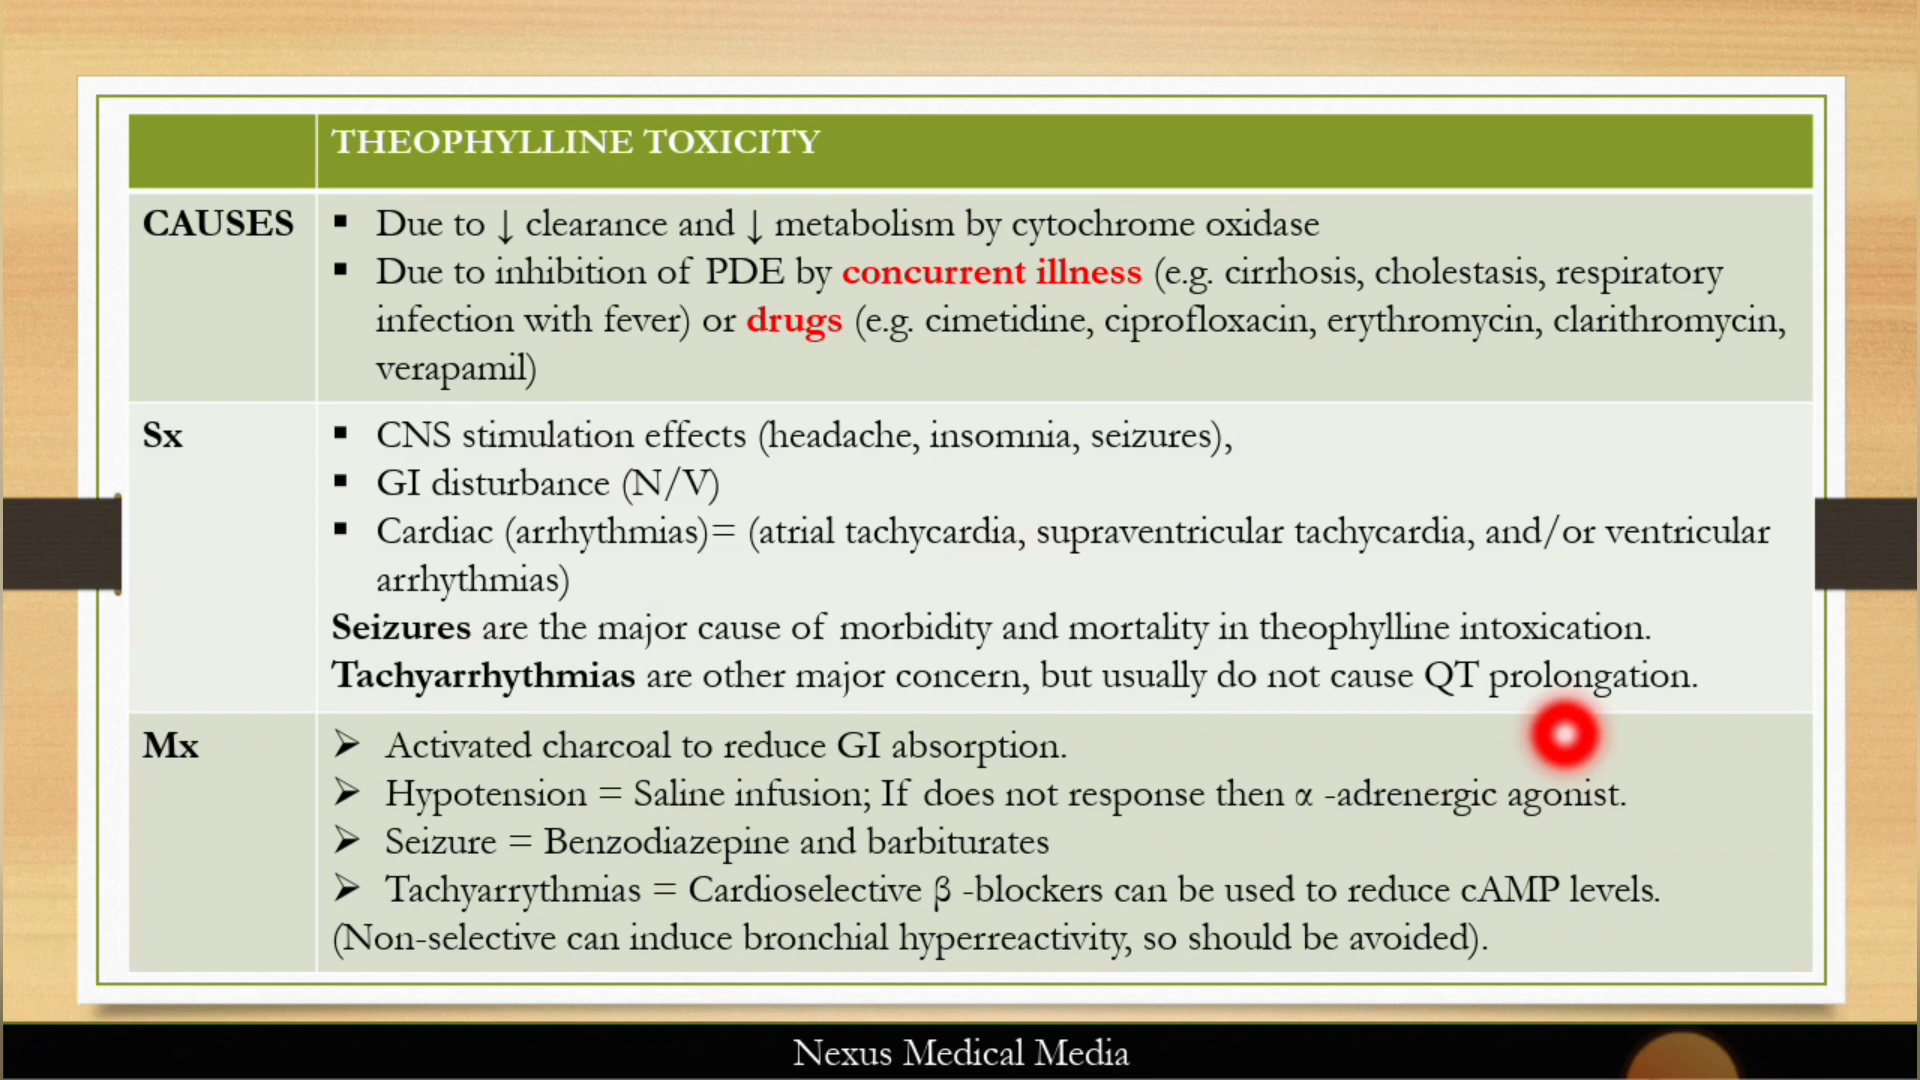 THEOPHYLLINE TOXICITY
CAUSES
▪ Due to ↓ clearance and ↓ metabolism by cytochrome oxidase
▪ Due to inhibition of PDE by concurrent illness (e.g. cirrhosis, cholestasis, respiratory
infection with fever) or drugs (e.g. cimetidine, ciprofloxacin, erythromycin, clarithromycin,
verapamil)
Sx
▪ CNS stimulation effects (headache, insomnia, seizures),
▪ GI disturbance (N/V)
▪ Cardiac (arrhythmias)= (atrial tachycardia, supraventricular tachycardia, and/or ventricular
arrhythmias)
Seizures are the major cause of morbidity and mortality in theophylline intoxication.
Tachyarrhythmias are other major concern, but usually do not cause QT prolongation.
Mx
➢ Activated charcoal to reduce GI absorption.
➢ Hypotension = Saline infusion; If does not response then α -adrenergic agonist.
➢ Seizure = Benzodiazepine and barbiturates
➢ Tachyarrythmias = Cardioselective β -blockers can be used to reduce cAMP levels.
(Non-selective can induce bronchial hyperreactivity, so should be avoided).
Nexus Medical Media